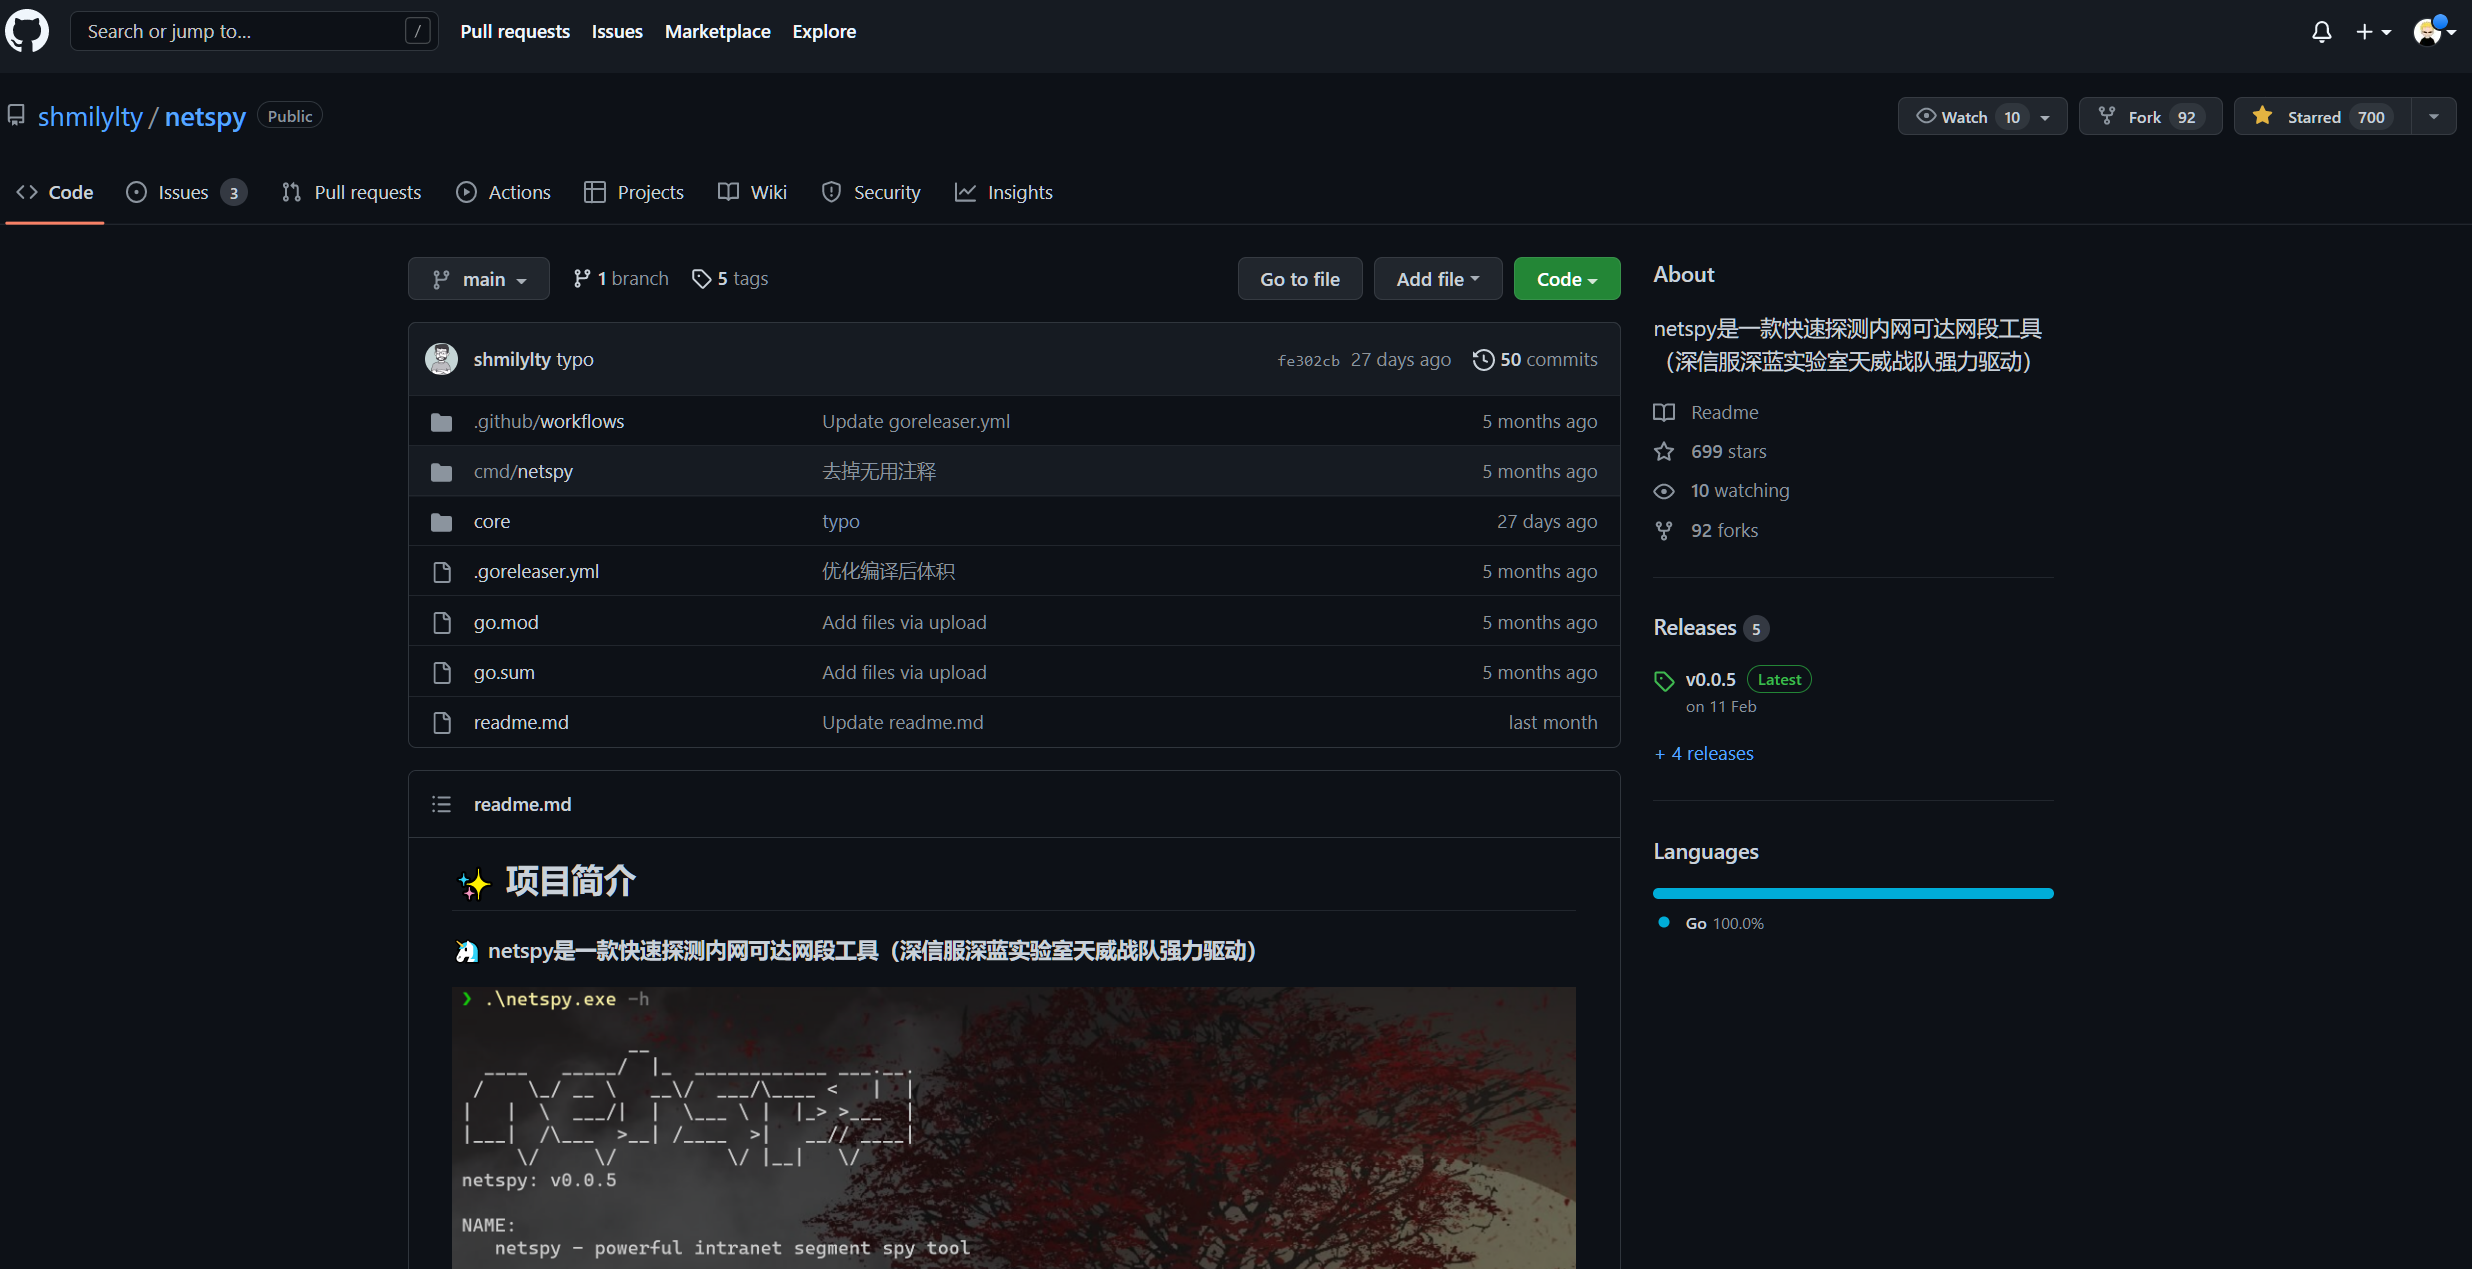 Search or jump to... /
Pull requests Issues Marketplace Explore
shmilylty / netspy Public
Watch 10 Fork 92 Starred 700
Code Issues 3 Pull requests Actions Projects Wiki Security Insights
main 1 branch 5 tags Go to file Add file Code
shmilylty typo fe302cb 27 days ago 50 commits
.github/workflows Update goreleaser.yml 5 months ago
cmd/netspy 去掉无用注释 5 months ago
core typo 27 days ago
.goreleaser.yml 优化编译后体积 5 months ago
go.mod Add files via upload 5 months ago
go.sum Add files via upload 5 months ago
readme.md Update readme.md last month
readme.md
✨ 项目简介
🦄 netspy是一款快速探测内网可达网段工具（深信服深蓝实验室天威战队强力驱动）
❯ .\netspy.exe -h
netspy: v0.0.5
NAME:
netspy - powerful intranet segment spy tool
About
netspy是一款快速探测内网可达网段工具
（深信服深蓝实验室天威战队强力驱动）
Readme
699 stars
10 watching
92 forks
Releases 5
v0.0.5 Latest
on 11 Feb
+ 4 releases
Languages
Go 100.0%